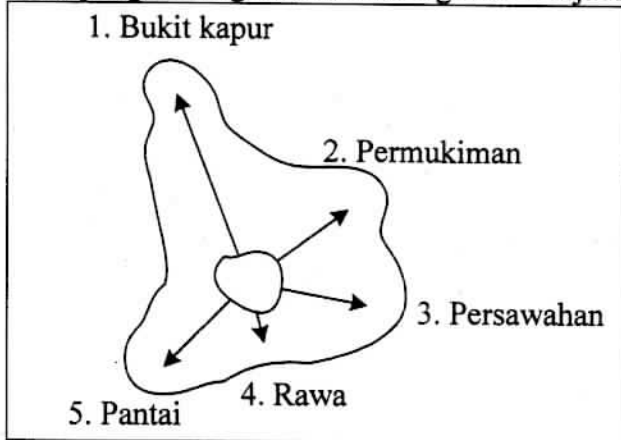 1. Bukit kapur
2. Permukiman
3. Persawahan
4. Rawa
5. Pantai